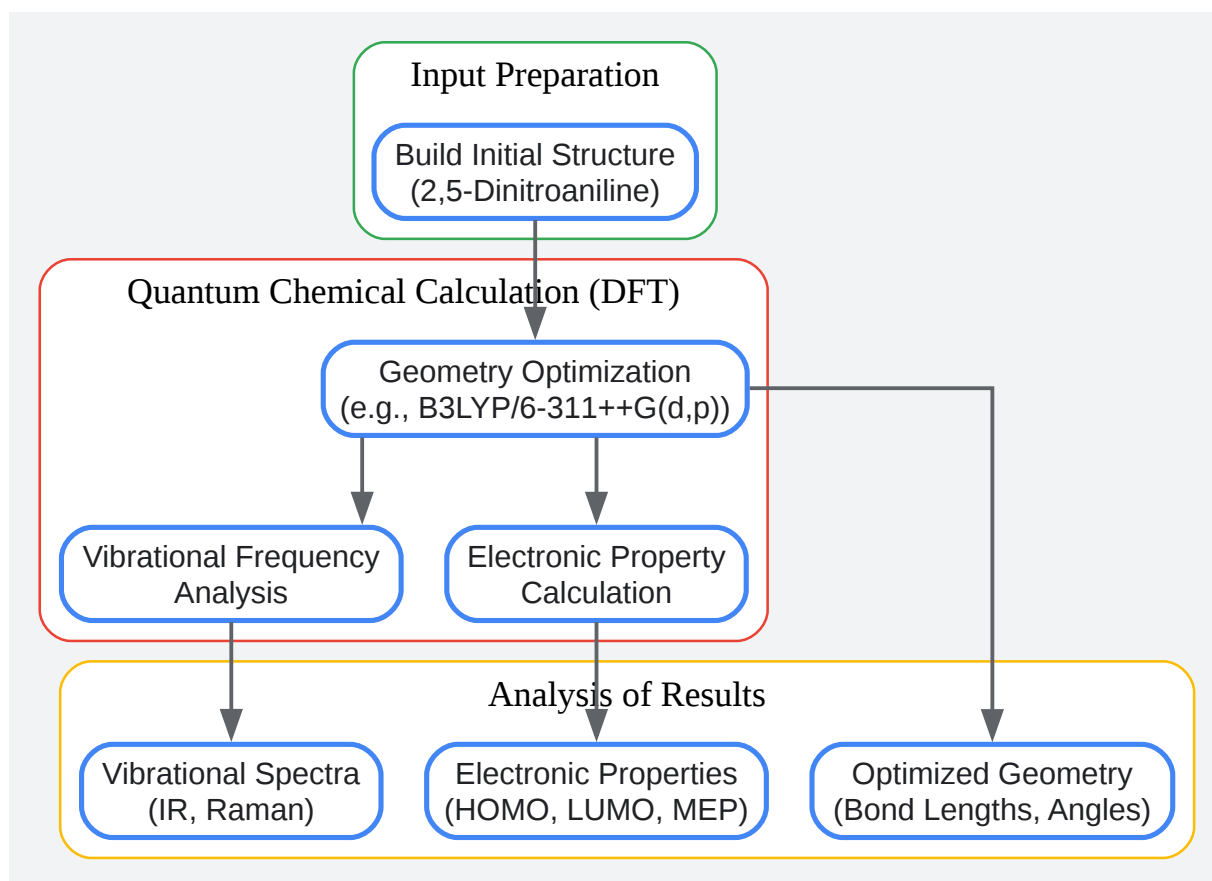 Input Preparation
Build Initial Structure
(2,5-Dinitroaniline)
Quantum Chemical Calculation (DFT)
Geometry Optimization
(e.g., B3LYP/6-311++G(d,p))
Vibrational Frequency
Analysis
Electronic Property
Calculation
Analysis of Results
Vibrational Spectra
(IR, Raman)
Electronic Properties
(HOMO, LUMO, MEP)
Optimized Geometry
(Bond Lengths, Angles)